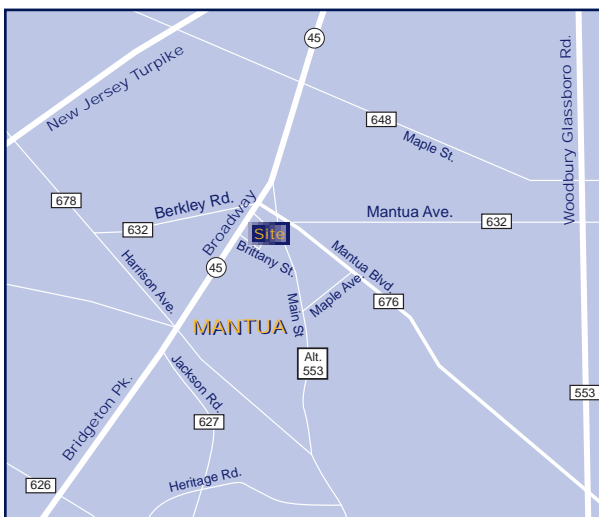 45
New Jersey Turpike
648
Maple St.
Woodbury Glassboro Rd.
678
Berkley Rd.
632
Broadway
Mantua Ave.
632
Site
Brittany St.
Mantua Blvd.
Harrison Ave.
45
Main St
Maple Ave.
676
MANTUA
Alt.
553
Jackson Rd.
553
Bridgeton Pk.
627
Heritage Rd.
626